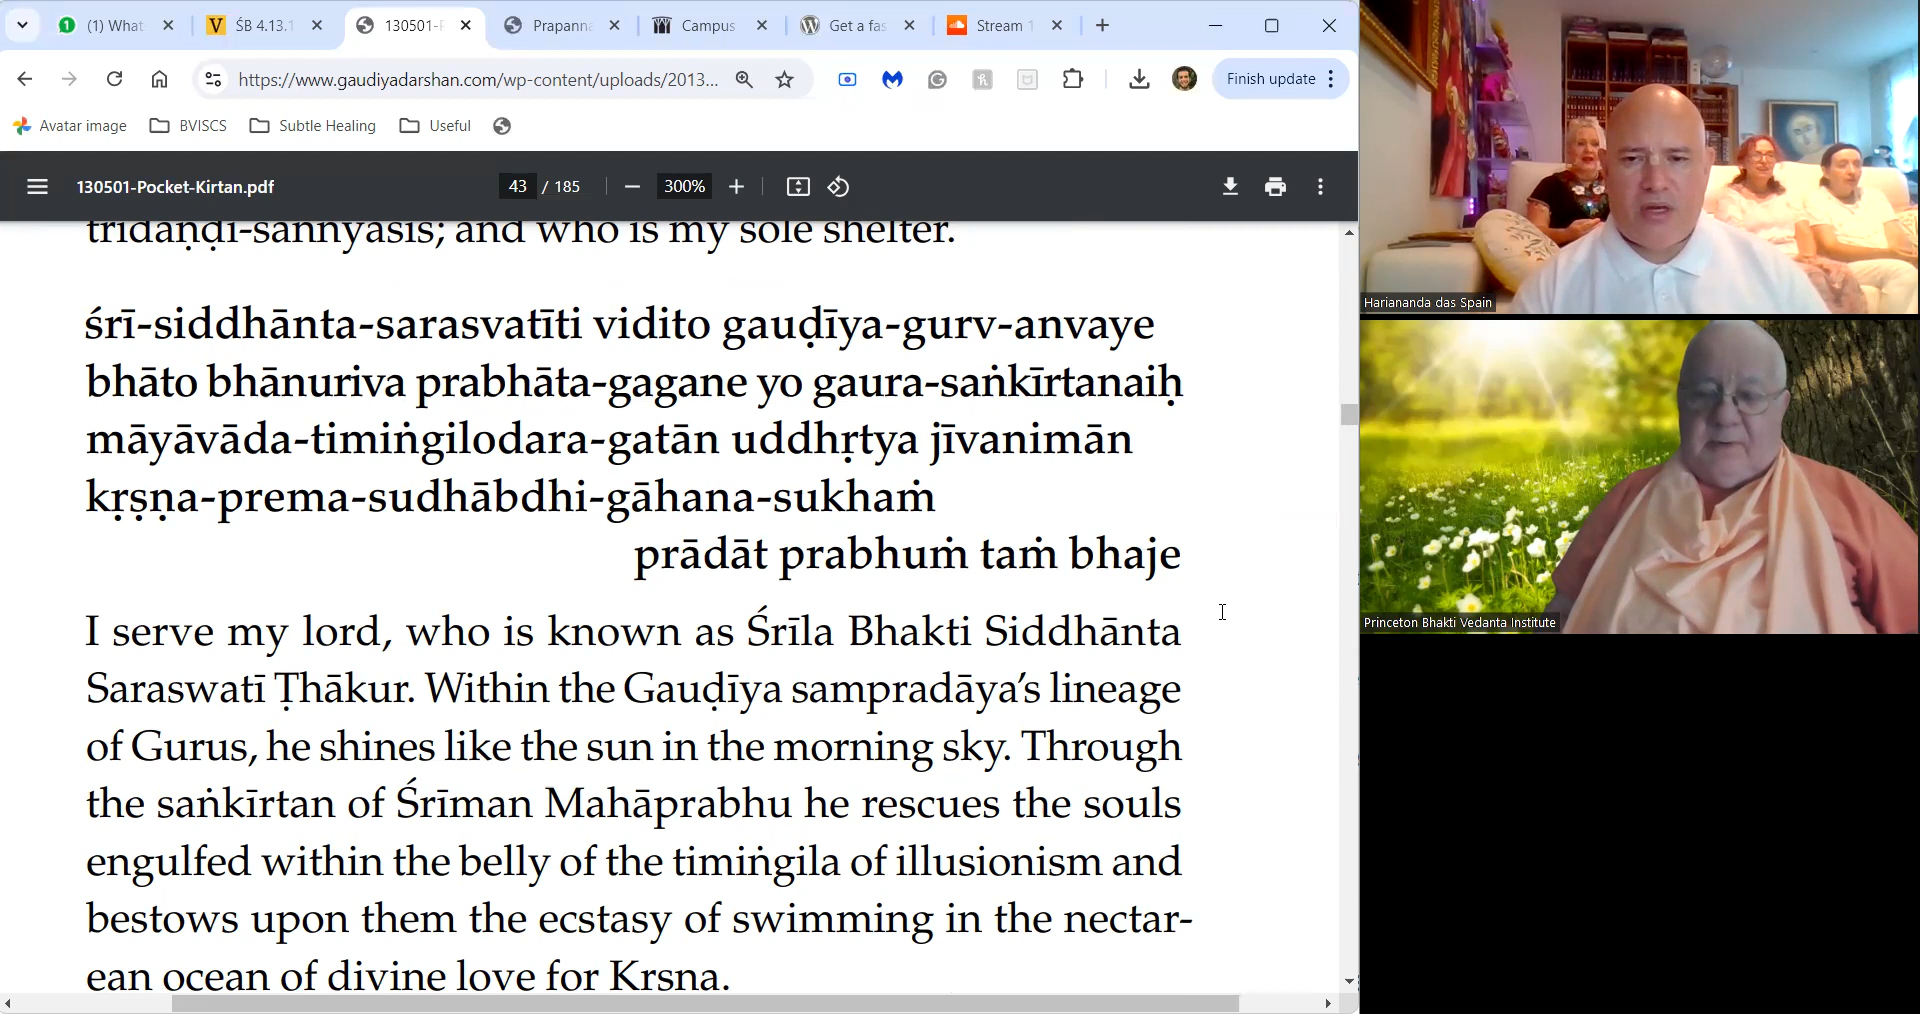 (1) What
ŚB 4.13.1
130501-P
Prapanna
Campus
Get a fas
Stream
https://www.gaudiyadarshan.com/wp-content/uploads/2013...
Finish update
Avatar image
BVISCS
Subtle Healing
Useful
130501-Pocket-Kirtan.pdf
43 / 185
300%
tridaṇḍi-sannyāsīs; and who is my sole shelter.
śrī-siddhānta-sarasvatīti vidito gauḍīya-gurv-anvaye
bhāto bhānuriva prabhāta-gagane yo gaura-saṅkīrtanaiḥ
māyāvāda-timiṅgilodara-gatān uddhṛtya jīvanimān
kṛṣṇa-prema-sudhābdhi-gāhana-sukhaṁ
prādāt prabhuṁ taṁ bhaje
I serve my lord, who is known as Śrīla Bhakti Siddhānta
Saraswatī Ṭhākur. Within the Gauḍīya sampradāya’s lineage
of Gurus, he shines like the sun in the morning sky. Through
the saṅkīrtan of Śrīman Mahāprabhu he rescues the souls
engulfed within the belly of the timiṅgila of illusionism and
bestows upon them the ecstasy of swimming in the nectar-
ean ocean of divine love for Kṛṣṇa.
Hariananda das Spain
Princeton Bhakti Vedanta Institute